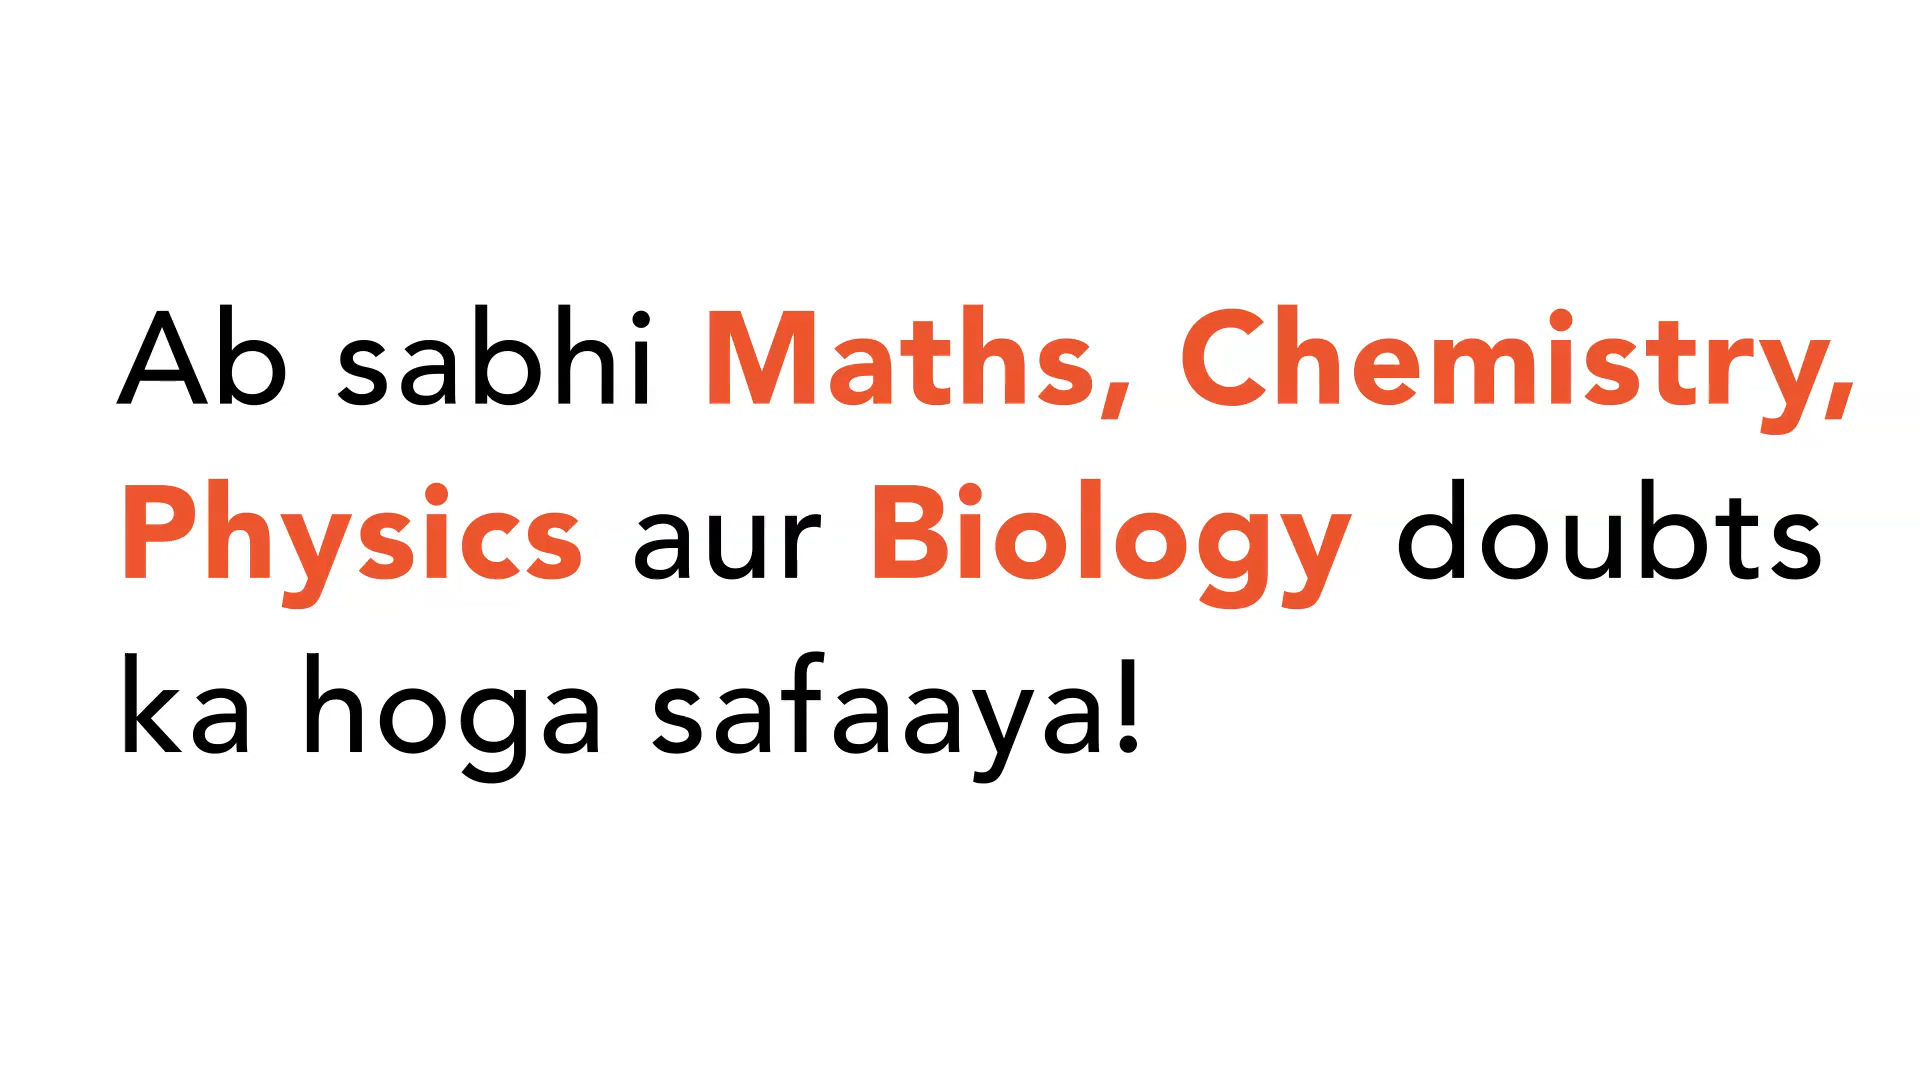 Ab sabhi Maths, Chemistry,
Physics aur Biology doubts
ka hoga safaaya!